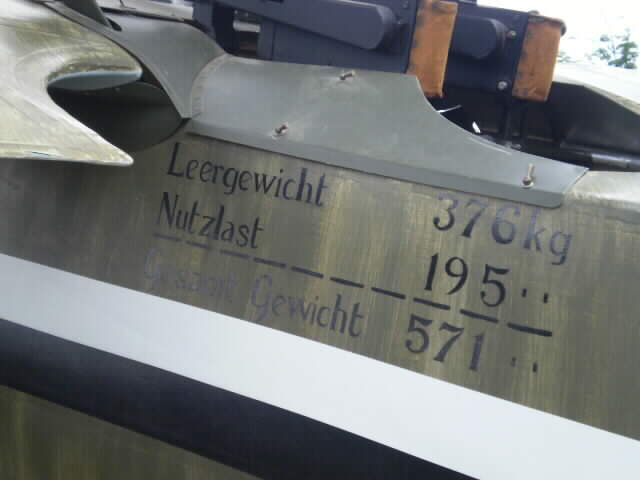 Leergewicht 376kg
Nutzlast 195 ''
Gesamt Gewicht 571 ''